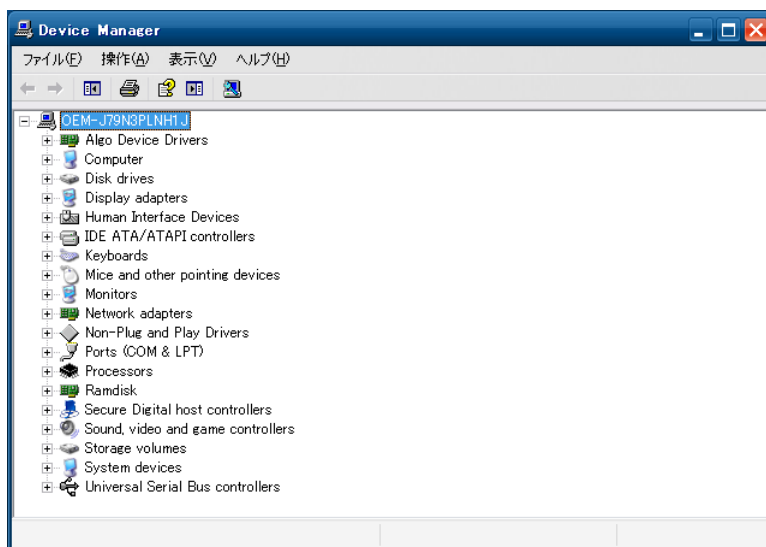 Device Manager
ファイル(F) 操作(A) 表示(V) ヘルプ(H)
OEM-J79N3PLNH1J
Algo Device Drivers
Computer
Disk drives
Display adapters
Human Interface Devices
IDE ATA/ATAPI controllers
Keyboards
Mice and other pointing devices
Monitors
Network adapters
Non-Plug and Play Drivers
Ports (COM & LPT)
Processors
Ramdisk
Secure Digital host controllers
Sound, video and game controllers
Storage volumes
System devices
Universal Serial Bus controllers